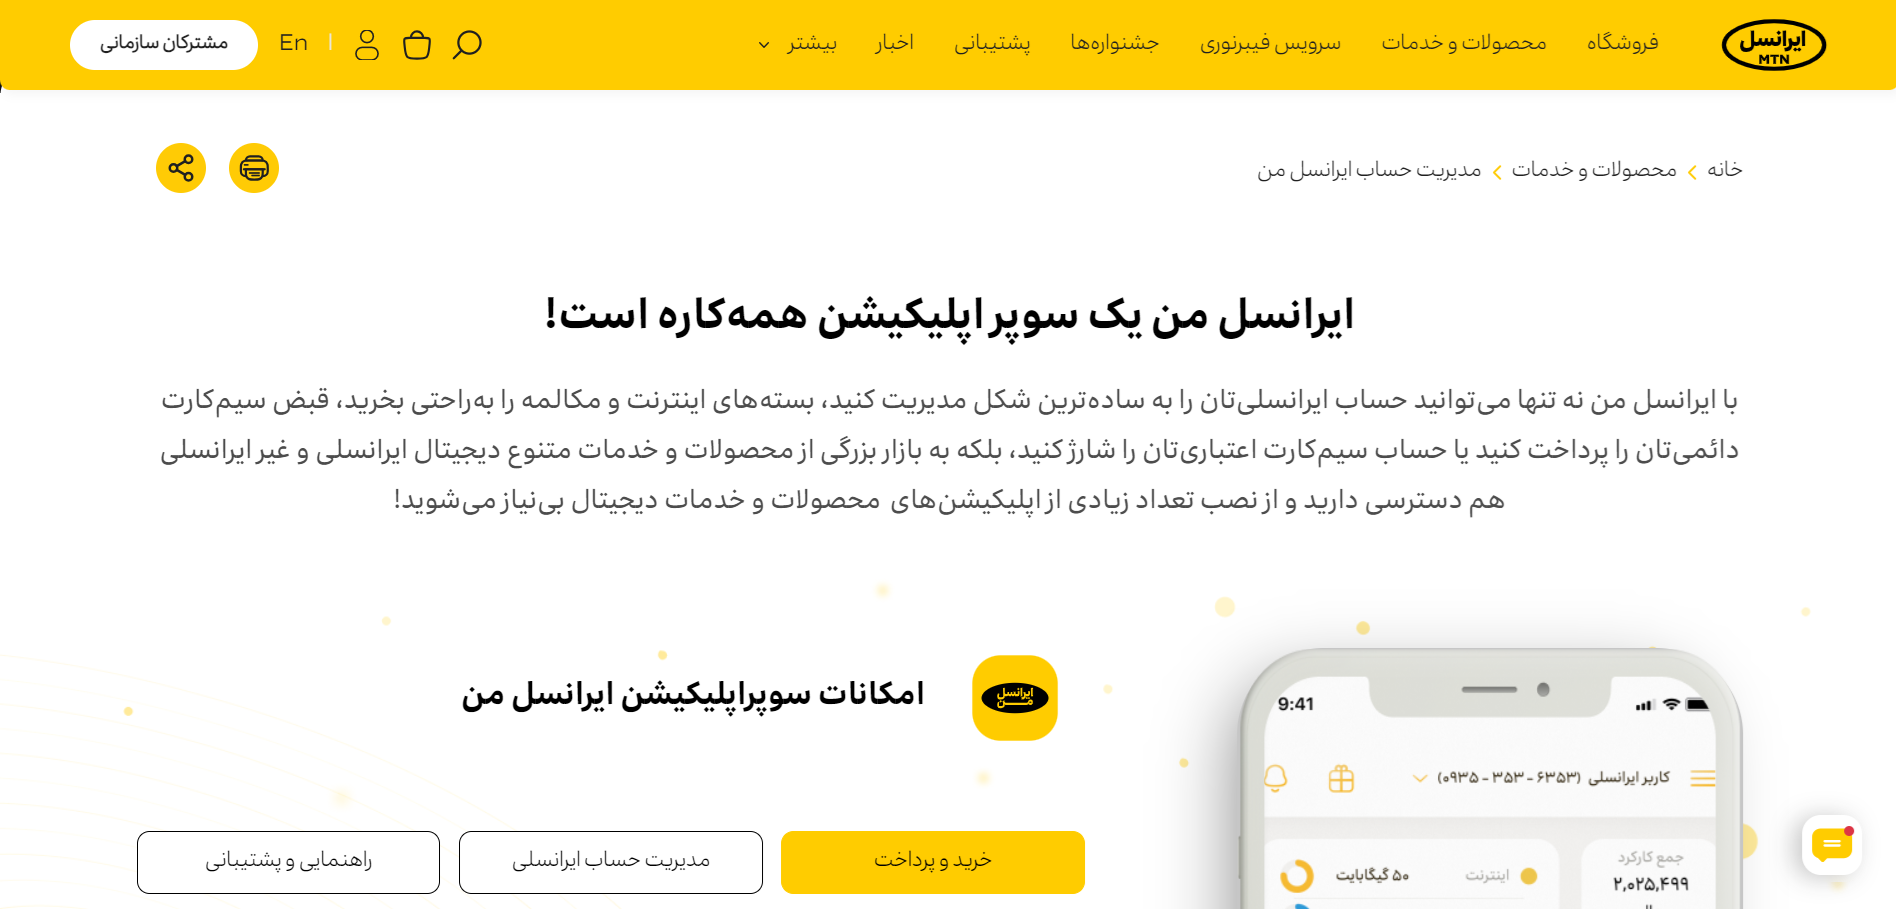 ایرانسل
MTN
فروشگاه
محصولات و خدمات
سرویس فیبرنوری
جشنواره‌ها
پشتیبانی
اخبار
بیشتر
En
مشترکان سازمانی
خانه
محصولات و خدمات
مدیریت حساب ایرانسل من
ایرانسل من یک سوپر اپلیکیشن همه‌کاره است!
با ایرانسل من نه تنها می‌توانید حساب ایرانسلی‌تان را به ساده‌ترین شکل مدیریت کنید، بسته‌های اینترنت و مکالمه را به‌راحتی بخرید، قبض سیم‌کارت
دائمی‌تان را پرداخت کنید یا حساب سیم‌کارت اعتباری‌تان را شارژ کنید، بلکه به بازار بزرگی از محصولات و خدمات متنوع دیجیتال ایرانسلی و غیر ایرانسلی
هم دسترسی دارید و از نصب تعداد زیادی از اپلیکیشن‌های محصولات و خدمات دیجیتال بی‌نیاز می‌شوید!
ایرانسل
من
امکانات سوپراپلیکیشن ایرانسل من
خرید و پرداخت
مدیریت حساب ایرانسلی
راهنمایی و پشتیبانی
9:41
کاربر ایرانسلی (۰۹۳۵ - ۳۵۳ - ۶۳۵۳)
جمع کارکرد
۲,۰۲۵,۴۹۹
اینترنت
۵۰ گیگابایت